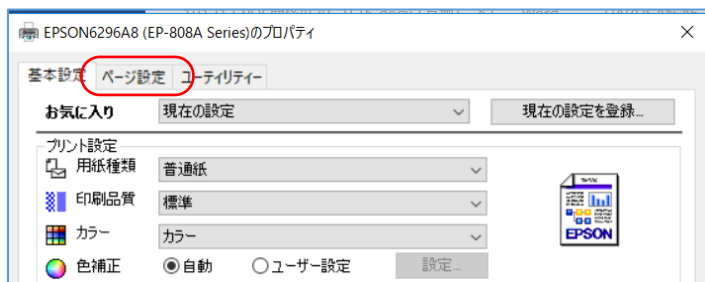 EPSON6296A8 (EP-808A Series)のプロパティ
基本設定 ページ設定 ユーティリティー
お気に入り 現在の設定 現在の設定を登録...
プリント設定
用紙種類 普通紙
印刷品質 標準
カラー カラー
EPSON
色補正 自動 ユーザー設定 設定...